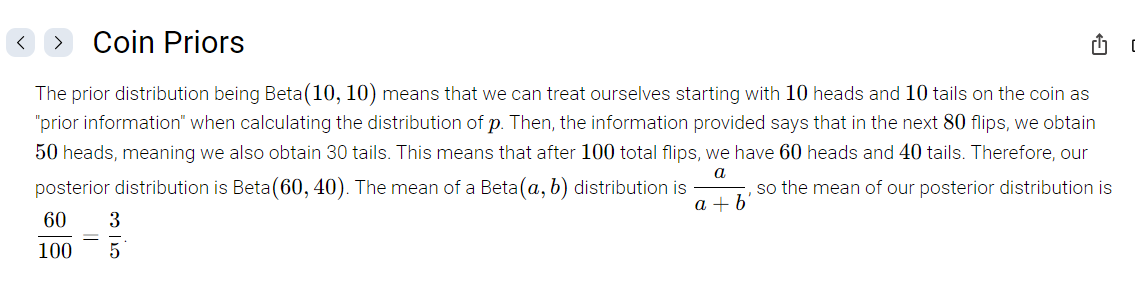 Coin Priors
The prior distribution being Beta(10, 10) means that we can treat ourselves starting with 10 heads and 10 tails on the coin as
"prior information" when calculating the distribution of p. Then, the information provided says that in the next 80 flips, we obtain
50 heads, meaning we also obtain 30 tails. This means that after 100 total flips, we have 60 heads and 40 tails. Therefore, our
posterior distribution is Beta(60, 40). The mean of a Beta(a, b) distribution is a / a + b, so the mean of our posterior distribution is
60 / 100 = 3 / 5.